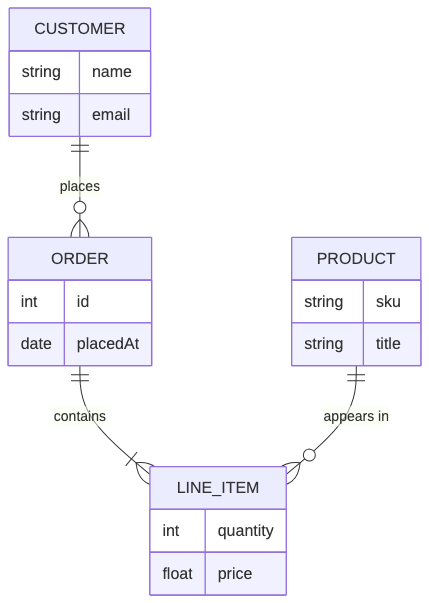 CUSTOMER
string name
string email
places
ORDER
int id
date placedAt
PRODUCT
string sku
string title
contains
appears in
LINE_ITEM
int quantity
float price